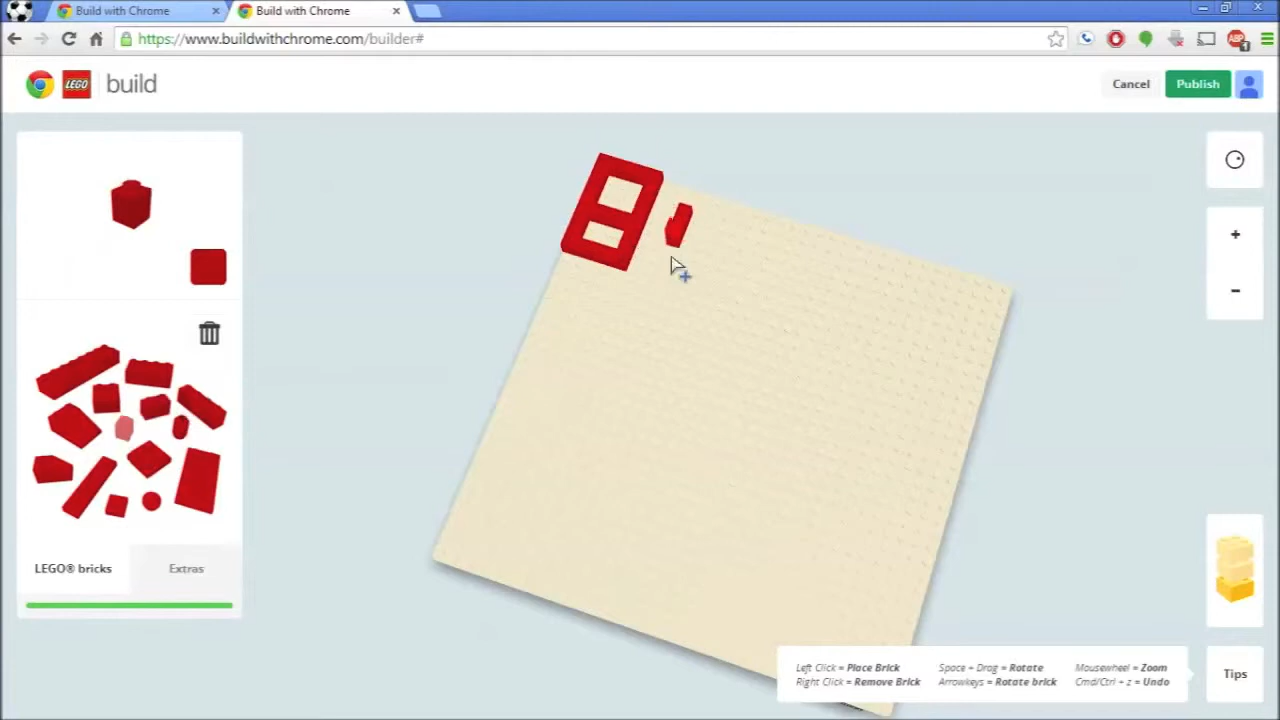 Build with Chrome
Build with Chrome
https://www.buildwithchrome.com/builder#
ABP
1
LEGO
build
Cancel
Publish
+
−
LEGO® bricks
Extras
Left Click = Place Brick
Space + Drag = Rotate
Mousewheel = Zoom
Right Click = Remove Brick
Arrowkeys = Rotate brick
Cmd/Ctrl + z = Undo
Tips